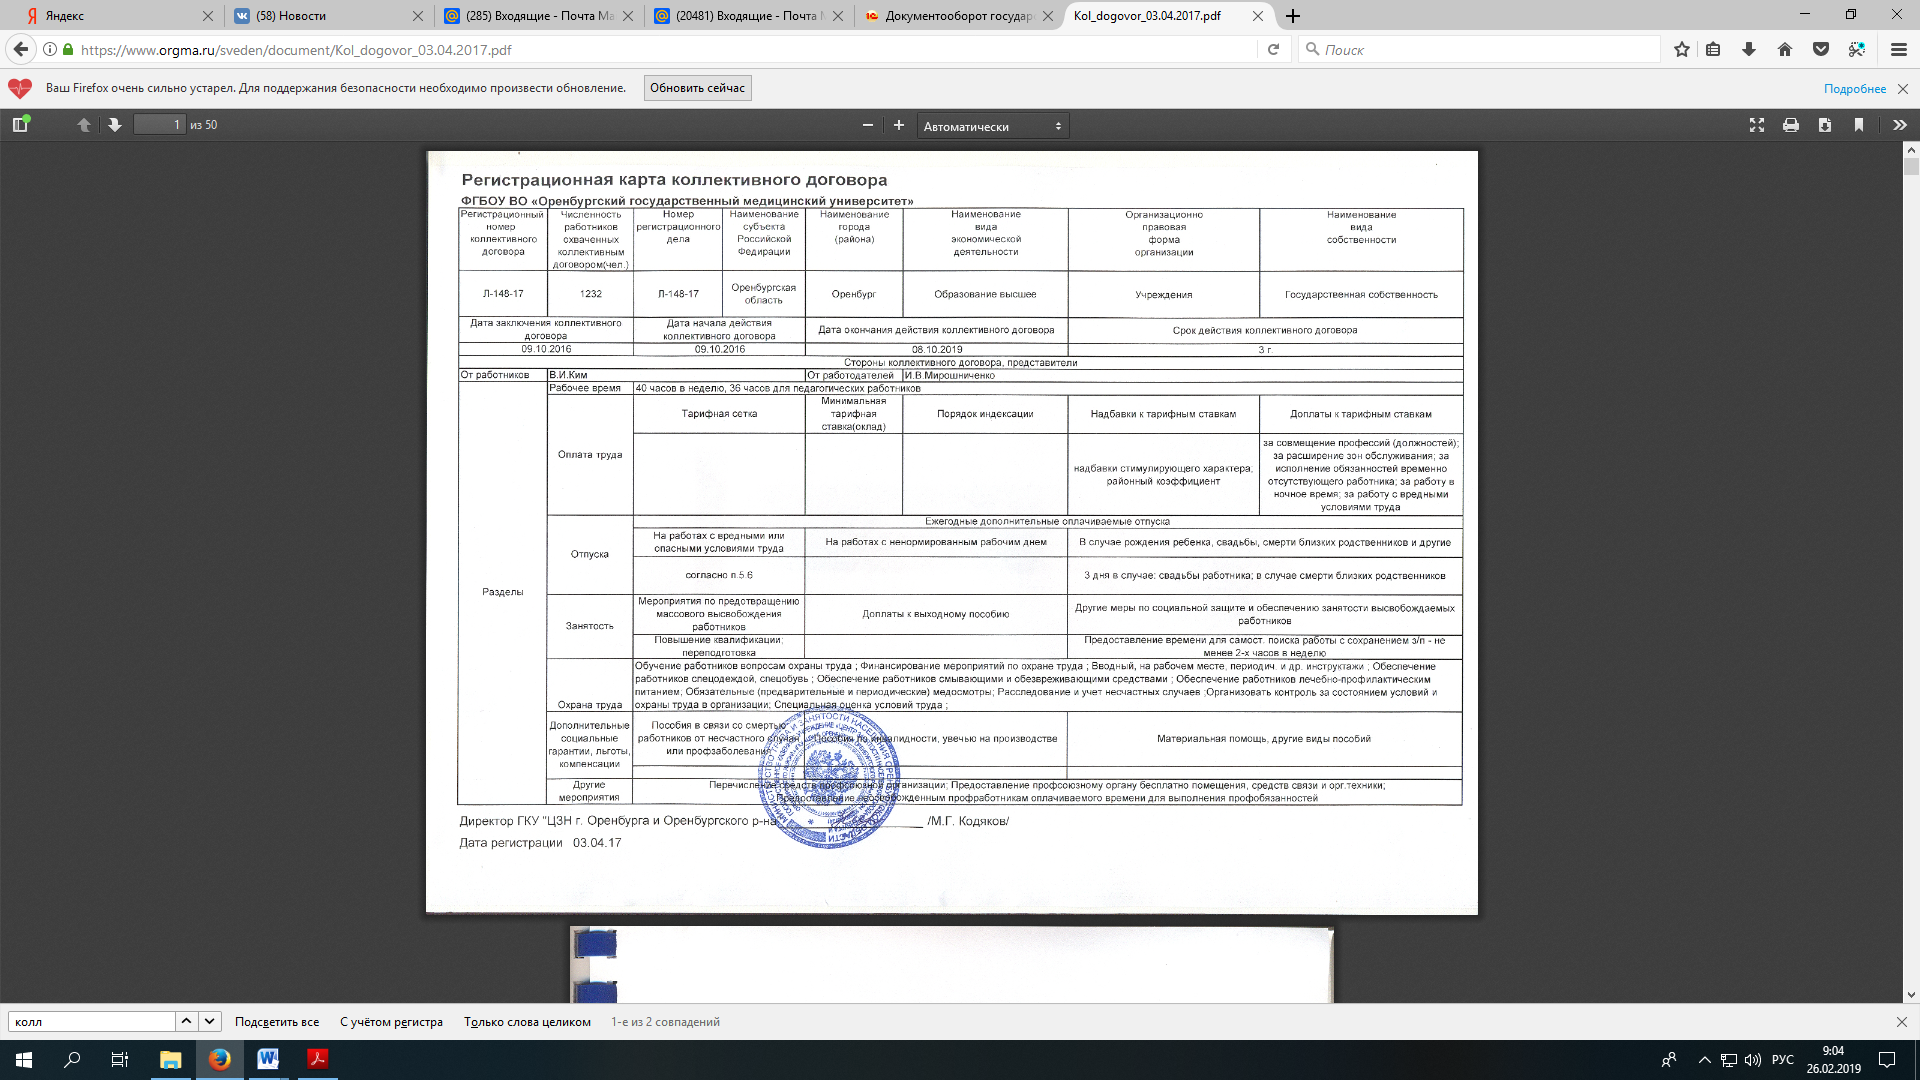 Яндекс
(58) Новости
(285) Входящие - Почта Ma
(20481) Входящие - Почта M
Документооборот государ
Kol_dogovor_03.04.2017.pdf
https://www.orgma.ru/sveden/document/Kol_dogovor_03.04.2017.pdf
Поиск
Ваш Firefox очень сильно устарел. Для поддержания безопасности необходимо произвести обновление.
Обновить сейчас
Подробнее
1 из 50
Автоматически
Регистрационная карта коллективного договора
ФГБОУ ВО «Оренбургский государственный медицинский университет»
Регистрационный номер коллективного договора
Численность работников охваченных коллективным договором(чел.)
Номер регистрационного дела
Наименование субъекта Российской Федирации
Наименование города (района)
Наименование вида экономической деятельности
Организационно правовая форма организации
Наименование вида собственности
Л-148-17
1232
Л-148-17
Оренбургская область
Оренбург
Образование высшее
Учреждения
Государственная собственность
Дата заключения коллективного договора
Дата начала действия коллективного договора
Дата окончания действия коллективного договора
Срок действия коллективного договора
09.10.2016
09.10.2016
08.10.2019
3 г.
Стороны коллективного договора, представители
От работников
В.И.Ким
От работодателей
И.В.Мирошниченко
Разделы
Рабочее время
40 часов в неделю, 36 часов для педагогических работников
Оплата труда
Тарифная сетка
Минимальная тарифная ставка(оклад)
Порядок индексации
Надбавки к тарифным ставкам
Доплаты к тарифным ставкам
надбавки стимулирующего характера;
районный коэффициент
за совмещение профессий (должностей);
за расширение зон обслуживания; за
исполнение обязанностей временно
отсутствующего работника; за работу в
ночное время; за работу с вредными
условиями труда
Отпуска
Ежегодные дополнительные оплачиваемые отпуска
На работах с вредными или
опасными условиями труда
На работах с ненормированным рабочим днем
В случае рождения ребенка, свадьбы, смерти близких родственников и другие
согласно п.5.6
3 дня в случае: свадьбы работника; в случае смерти близких родственников
Занятость
Мероприятия по предотвращению
массового высвобождения
работников
Доплаты к выходному пособию
Другие меры по социальной защите и обеспечению занятости высвобождаемых
работников
Повышение квалификации;
переподготовка
Предоставление времени для самост. поиска работы с сохранением з/п - не
менее 2-х часов в неделю
Охрана труда
Обучение работников вопросам охраны труда ; Финансирование мероприятий по охране труда ; Вводный, на рабочем месте, периодич. и др. инструктажи ; Обеспечение
работников спецодеждой, спецобувь ; Обеспечение работников смывающими и обезвреживающими средствами ; Обеспечение работников лечебно-профилактическим
питанием; Обязательные (предварительные и периодические) медосмотры; Расследование и учет несчастных случаев ;Организовать контроль за состоянием условий и
охраны труда в организации; Специальная оценка условий труда ;
Дополнительные
социальные
гарантии, льготы,
компенсации
Пособия в связи со смертью
работников от несчастного случая
или профзаболевания
Пособия по инвалидности, увечью на производстве
Материальная помощь, другие виды пособий
Другие
мероприятия
Перечисление средств профсоюзной организации; Предоставление профсоюзному органу бесплатно помещения, средств связи и орг.техники;
Предоставление неосвобожденным профработникам оплачиваемого времени для выполнения профобязанностей
Директор ГКУ "ЦЗН г. Оренбурга и Оренбургского р-на /М.Г. Кодяков/
Дата регистрации 03.04.17
колл
Подсветить все
С учётом регистра
Только слова целиком
1-е из 2 совпадений
РУС
9:04
26.02.2019